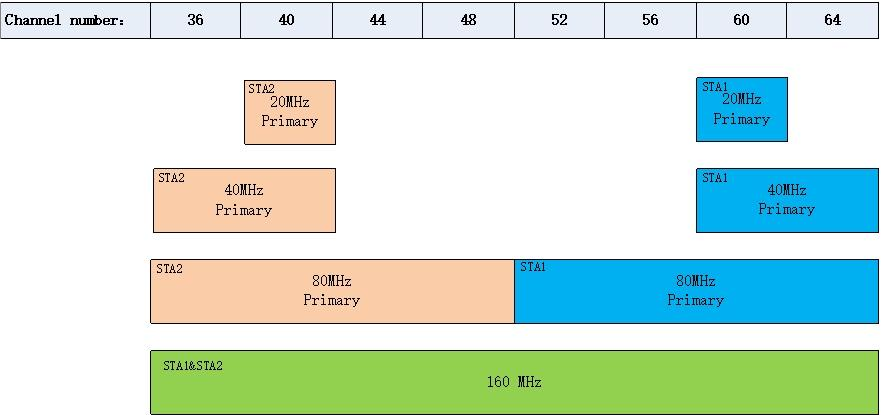 Channel number: 36 40 44 48 52 56 60 64
STA2
20MHz
Primary
STA1
20MHz
Primary
STA2
40MHz
Primary
STA1
40MHz
Primary
STA2
80MHz
Primary
STA1
80MHz
Primary
STA1&STA2
160 MHz